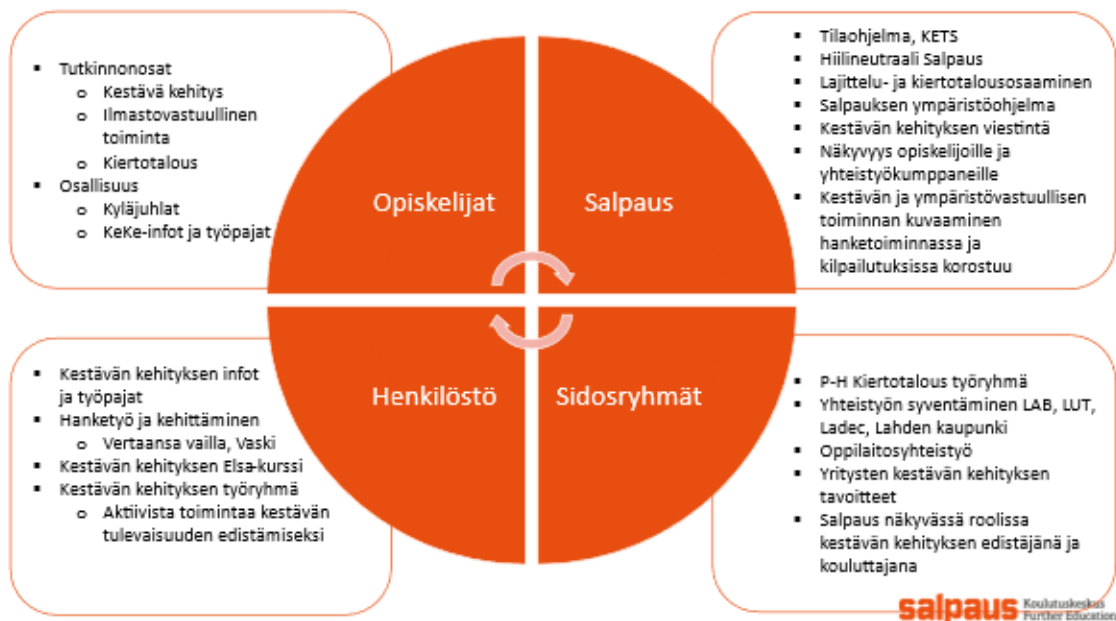 ▪ Tutkinnonosat
o Kestävä kehitys
o Ilmastovastuullinen
toiminta
o Kiertotalous
▪ Osallisuus
o Kyläjuhlat
o KeKe-infot ja työpajat
Opiskelijat
Salpaus
▪ Tilaohjelma, KETS
▪ Hiilineutraali Salpaus
▪ Lajittelu- ja kiertotalousosaaminen
▪ Salpauksen ympäristöohjelma
▪ Kestävän kehityksen viestintä
▪ Näkyvyys opiskelijoille ja
yhteistyökumppaneille
▪ Kestävän ja ympäristövastuullisen
toiminnan kuvaaminen
hanketoiminnassa ja
kilpailutuksissa korostuu
▪ Kestävän kehityksen infot
ja työpajat
▪ Hanketyö ja kehittäminen
o Vertaansa vailla, Vaski
▪ Kestävän kehityksen Elsa-kurssi
▪ Kestävän kehityksen työryhmä
o Aktiivista toimintaa kestävän
tulevaisuuden edistämiseksi
Henkilöstö
Sidosryhmät
▪ P-H Kiertotalous työryhmä
▪ Yhteistyön syventäminen LAB, LUT,
Ladec, Lahden kaupunki
▪ Oppilaitosyhteistyö
▪ Yritysten kestävän kehityksen
tavoitteet
▪ Salpaus näkyvässä roolissa
kestävän kehityksen edistäjänä ja
kouluttajana
salpaus
Koulutuskeskus
Further Education